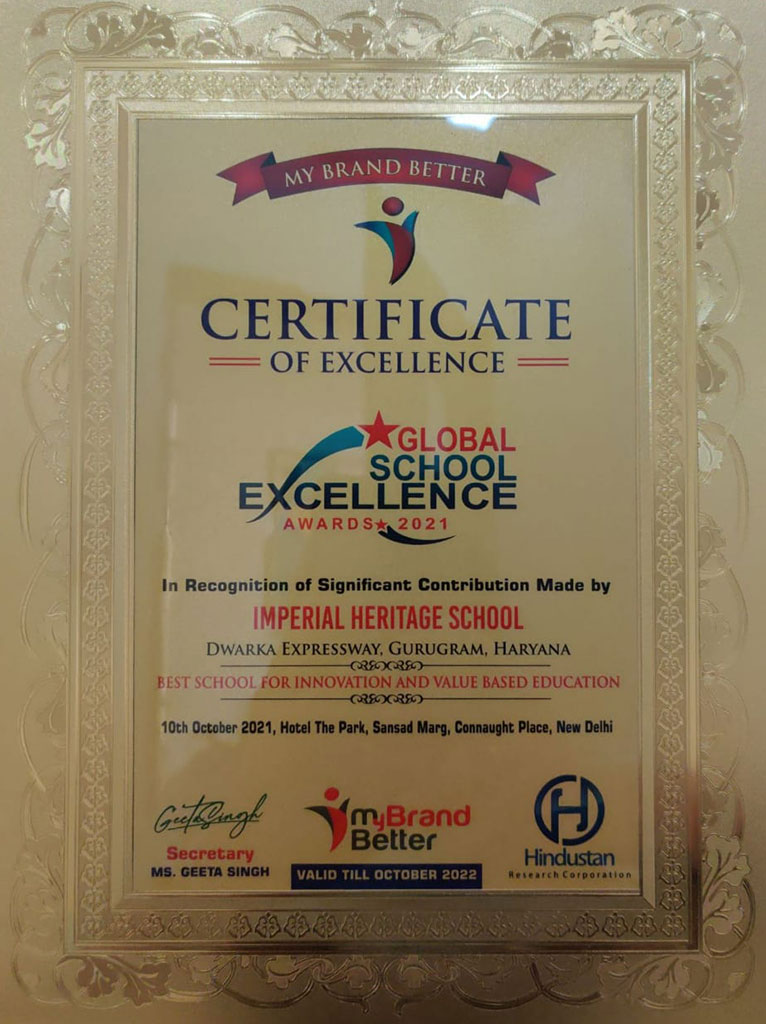 MY BRAND BETTER
CERTIFICATE
OF EXCELLENCE
GLOBAL
SCHOOL
EXCELLENCE
AWARDS 2021
In Recognition of Significant Contribution Made by
IMPERIAL HERITAGE SCHOOL
DWARKA EXPRESSWAY, GURUGRAM, HARYANA
BEST SCHOOL FOR INNOVATION AND VALUE BASED EDUCATION
10th October 2021, Hotel The Park, Sansad Marg, Connaught Place, New Delhi
Geeta Singh
Secretary
MS. GEETA SINGH
myBrand
Better
VALID TILL OCTOBER 2022
H
Hindustan
Research Corporation